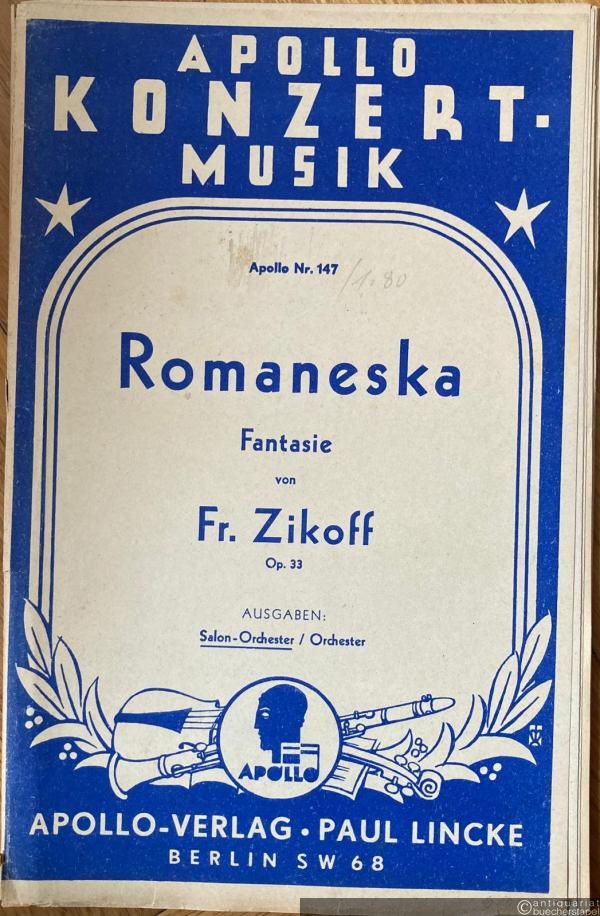 APOLLO
KONZERT-
MUSIK
Apollo Nr. 147
/1.80
Romaneska
Fantasie
von
Fr. Zikoff
Op. 33
AUSGABEN:
Salon-Orchester / Orchester
APOLLO
APOLLO-VERLAG • PAUL LINCKE
BERLIN SW 68
©antiquariat
buecherstapel